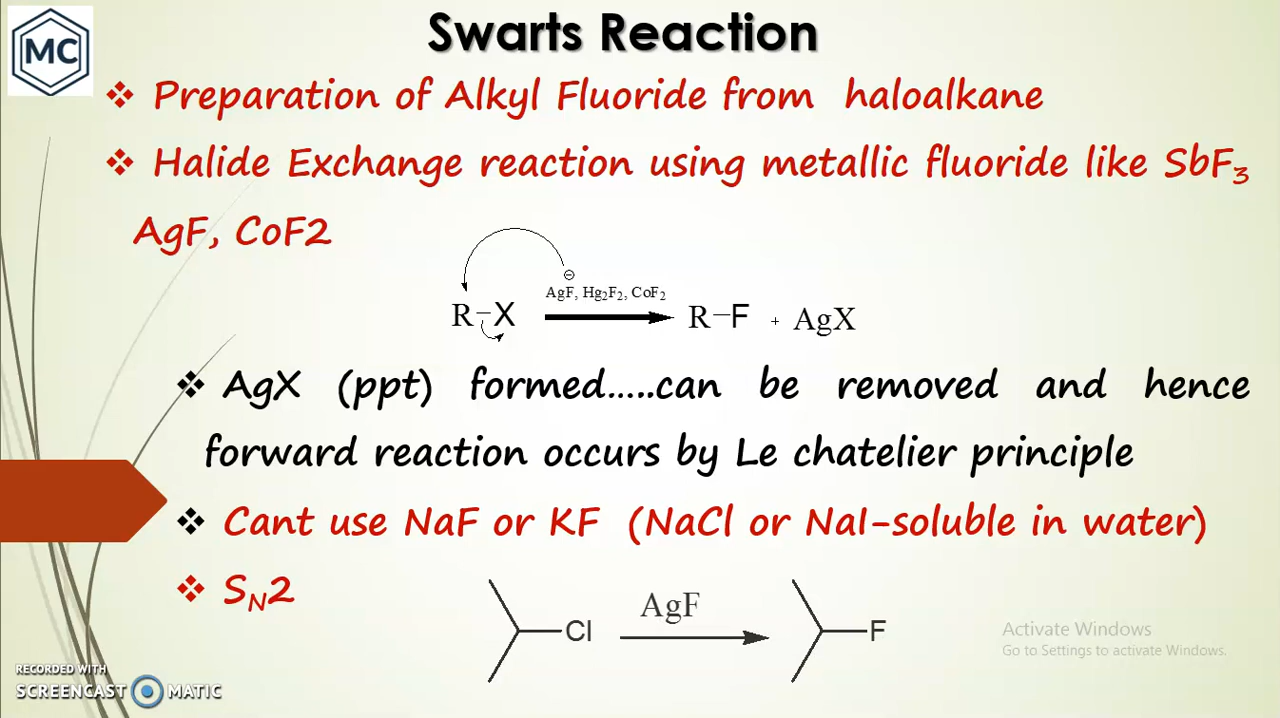 MC
Swarts Reaction
❖ Preparation of Alkyl Fluoride from haloalkane
❖ Halide Exchange reaction using metallic fluoride like SbF₃
AgF, CoF2
⊖
AgF, Hg₂F₂, CoF₂
R–X R–F + AgX
❖ AgX (ppt) formed.....can be removed and hence
forward reaction occurs by Le chatelier principle
❖ Cant use NaF or KF (NaCl or NaI-soluble in water)
❖ Sₙ2
AgF
Cl F
Activate Windows
Go to Settings to activate Windows.
RECORDED WITH
SCREENCAST MATIC